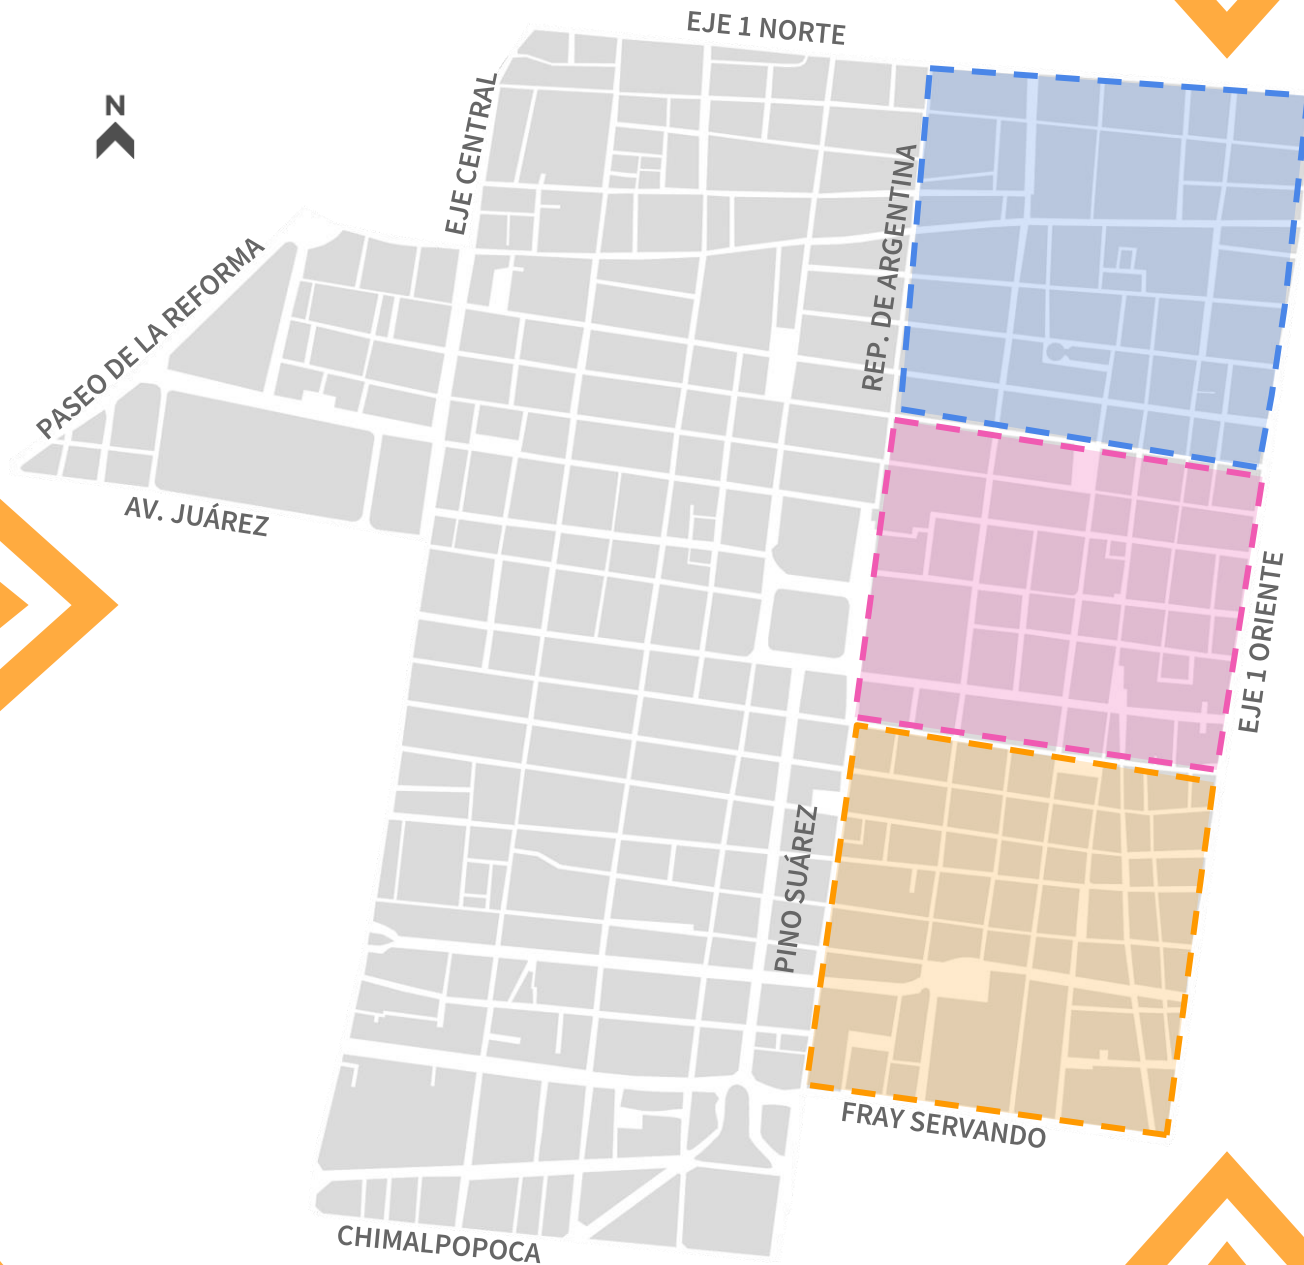 EJE 1 NORTE
N
EJE CENTRAL
REP. DE ARGENTINA
PASEO DE LA REFORMA
AV. JUÁREZ
EJE 1 ORIENTE
PINO SUÁREZ
FRAY SERVANDO
CHIMALPOPOCA